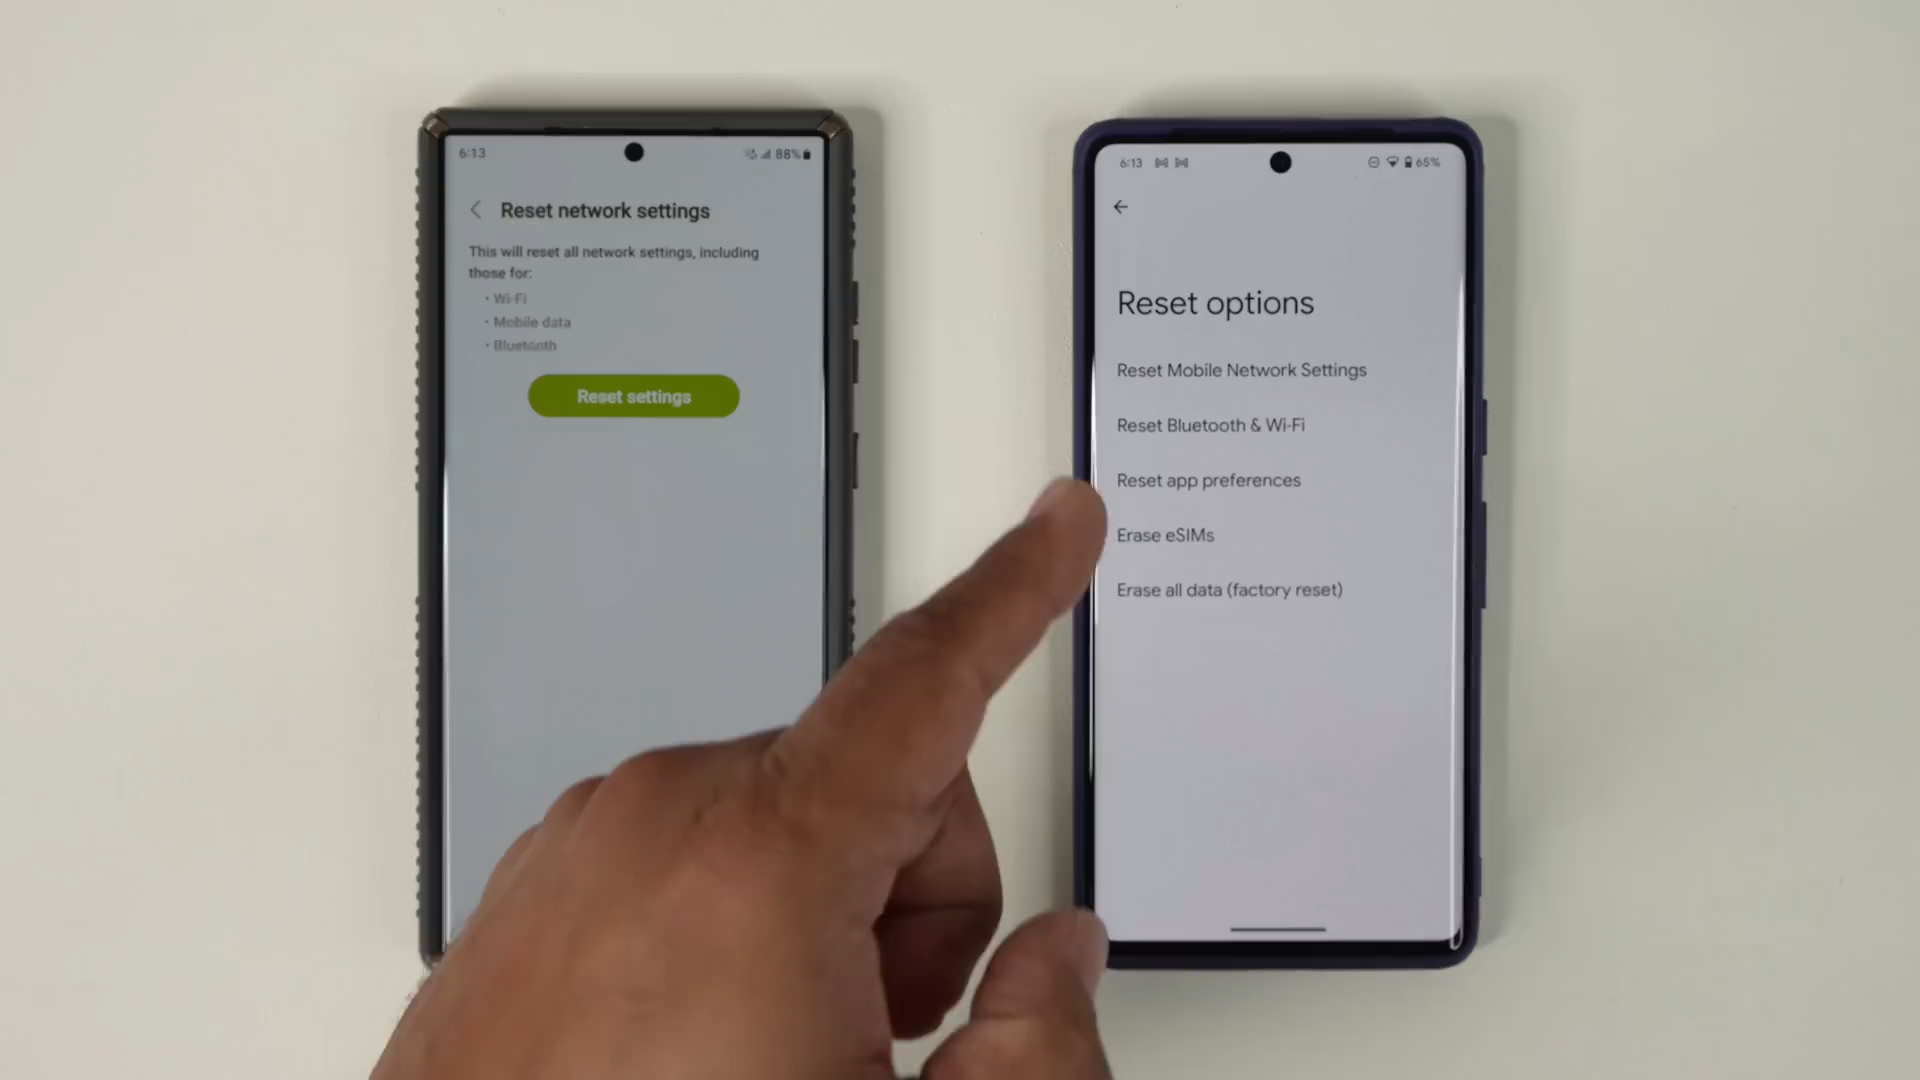 6:13
88%
Reset network settings
This will reset all network settings, including
those for:
• Wi-Fi
• Mobile data
• Bluetooth
Reset settings
6:13
65%
Reset options
Reset Mobile Network Settings
Reset Bluetooth & Wi-Fi
Reset app preferences
Erase eSIMs
Erase all data (factory reset)